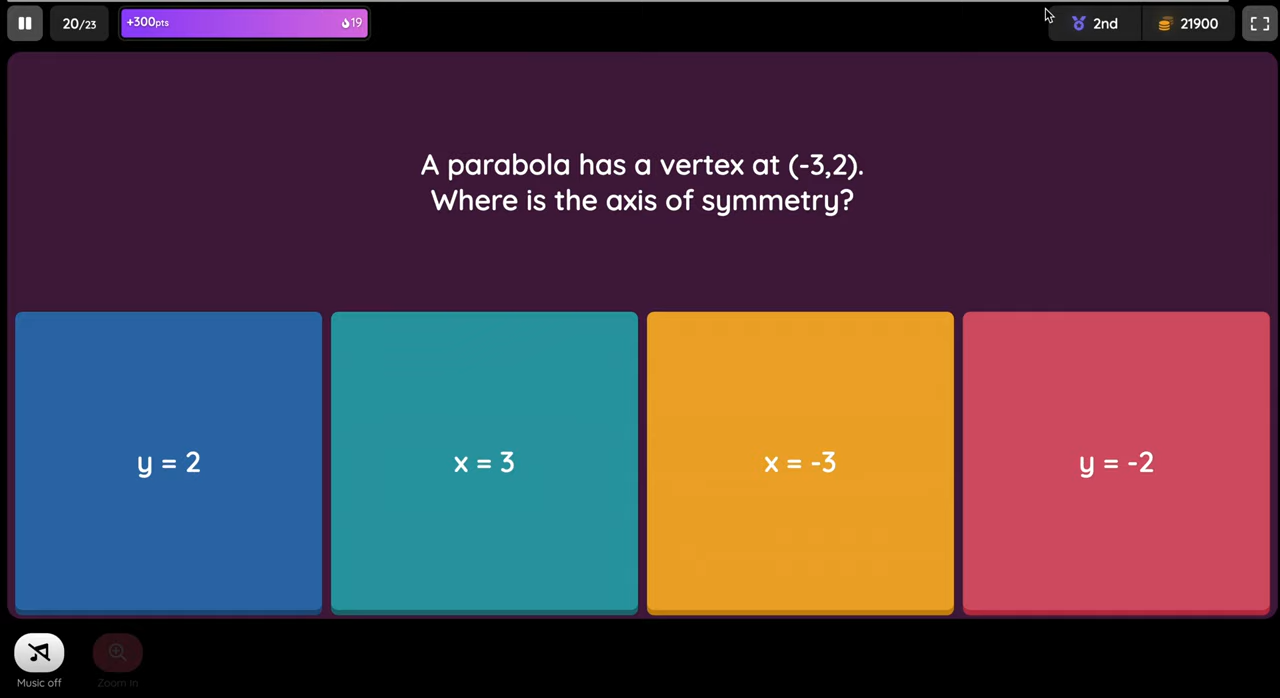 20/23
+300pts
19
2nd
21900
A parabola has a vertex at (-3,2).
Where is the axis of symmetry?
y = 2
x = 3
x = -3
y = -2
Music off
Zoom In